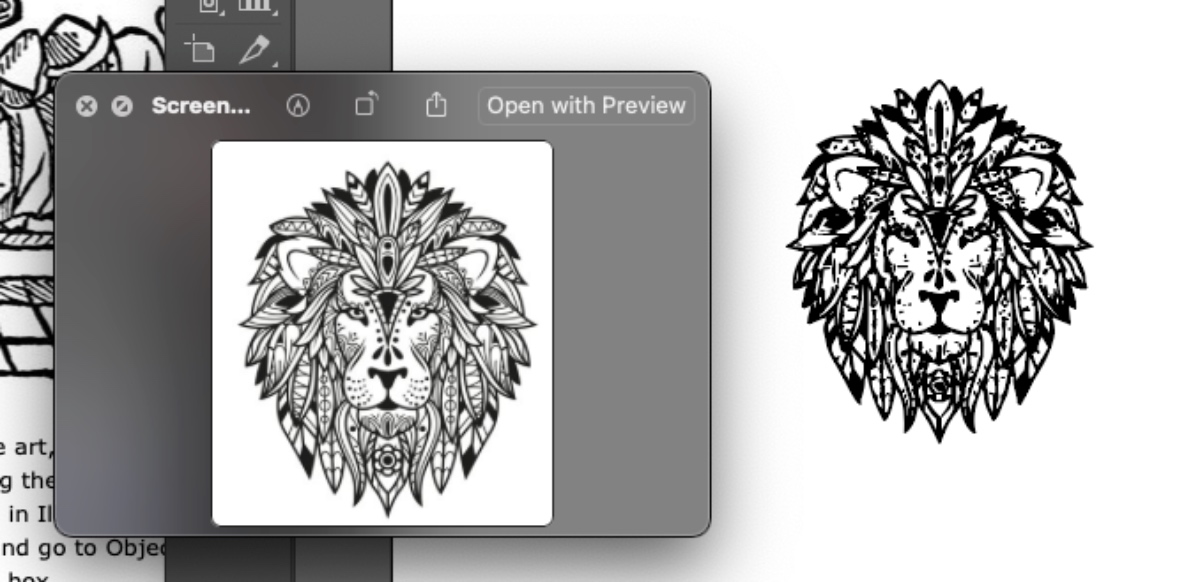 Screen...
Open with Preview
e art,
g the
in Il
nd go to Objec
box